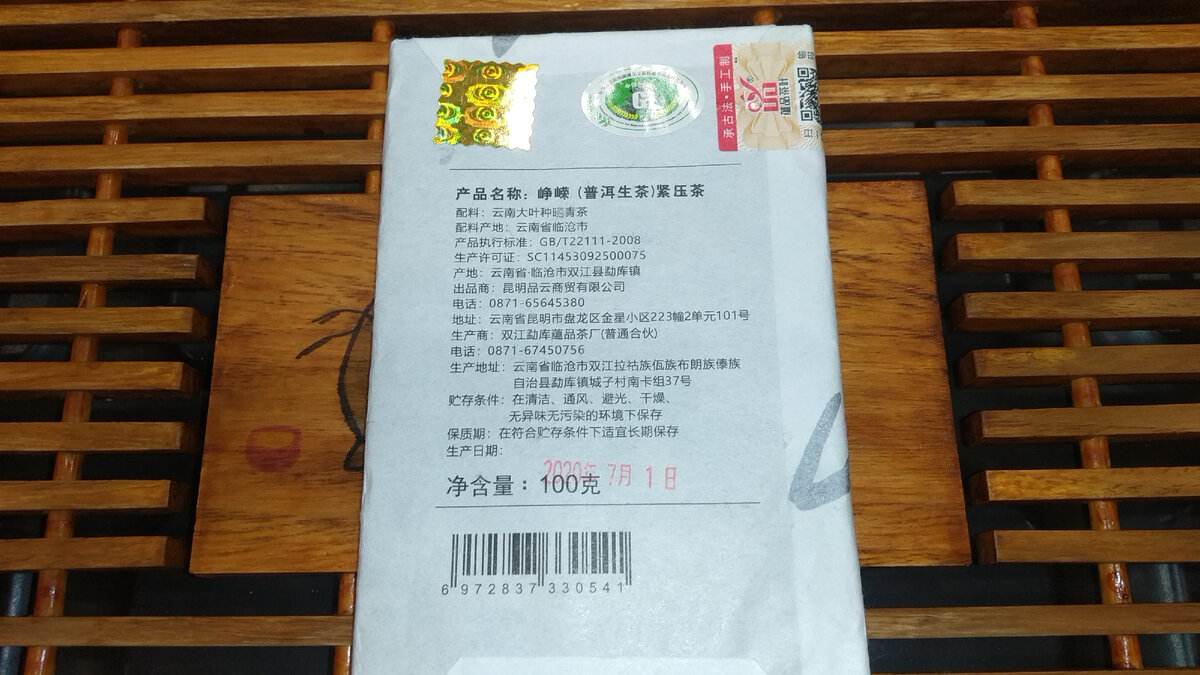 承古法·手工制
蕴品茶叶
产品名称：峥嵘（普洱生茶）紧压茶
配料：云南大叶种晒青茶
配料产地：云南省临沧市
产品执行标准：GB/T22111-2008
生产许可证：SC11453092500075
产地：云南省·临沧市双江县勐库镇
出品商：昆明品云商贸有限公司
电话：0871-65645380
地址：云南省昆明市盘龙区金星小区223幢2单元101号
生产商：双江勐库蕴品茶厂(普通合伙)
电话：0871-67450756
生产地址：云南省临沧市双江拉祜族佤族布朗族傣族
自治县勐库镇城子村南卡组37号
贮存条件：在清洁、通风、避光、干燥、
无异味无污染的环境下保存
保质期：在符合贮存条件下适宜长期保存
生产日期：
2020年 7月 1日
净含量：100克
6 972837 330541